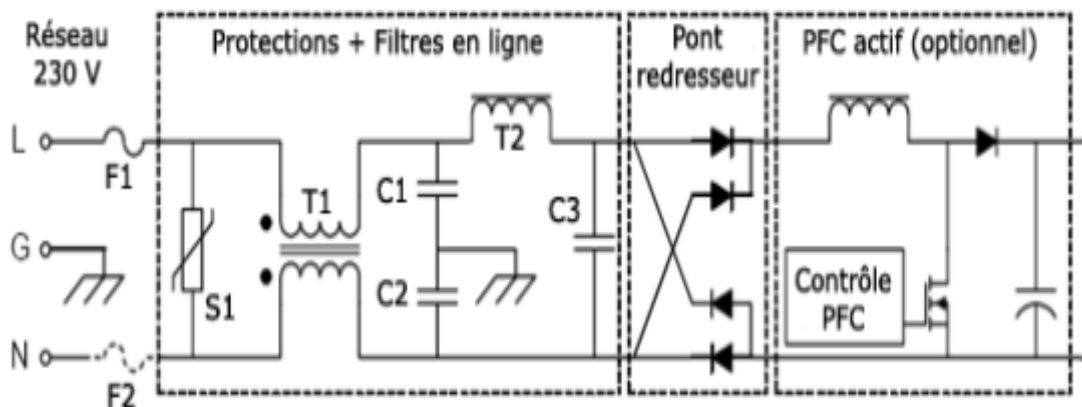 Réseau
230 V
Protections + Filtres en ligne
Pont
redresseur
PFC actif (optionnel)
L
F1
T2
T1
C1
C3
G
S1
C2
Contrôle
PFC
N
F2